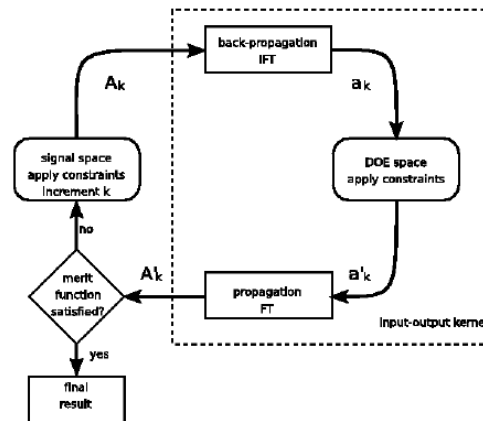 back-propagation
IFT
Aₖ
aₖ
signal space
apply constraints
increment k
DOE space
apply constraints
no
merit
function
satisfied?
A'ₖ
propagation
FT
a'ₖ
input-output kernel
yes
final
result